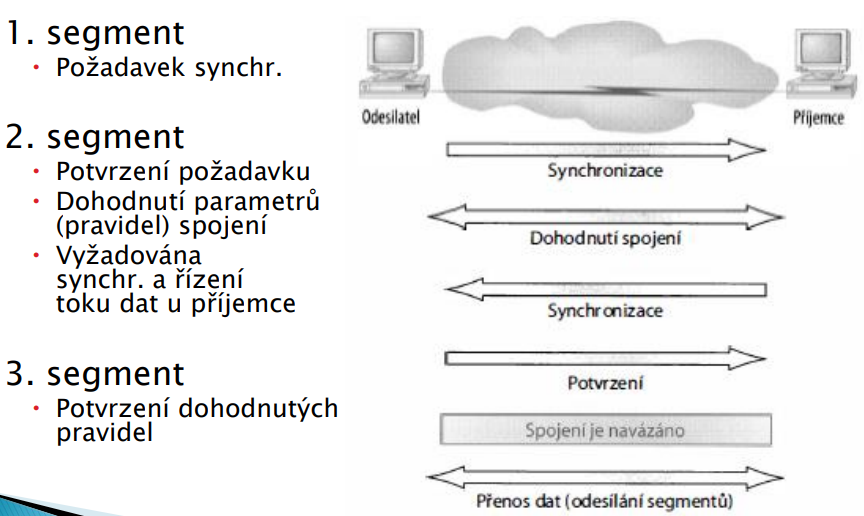 1. segment
• Požadavek synchr.
2. segment
• Potvrzení požadavku
• Dohodnutí parametrů
(pravidel) spojení
• Vyžadována
synchr. a řízení
toku dat u příjemce
3. segment
• Potvrzení dohodnutých
pravidel
Odesilatel
Příjemce
Synchronizace
Dohodnutí spojení
Synchronizace
Potvrzení
Spojení je navázáno
Přenos dat (odesílání segmentů)